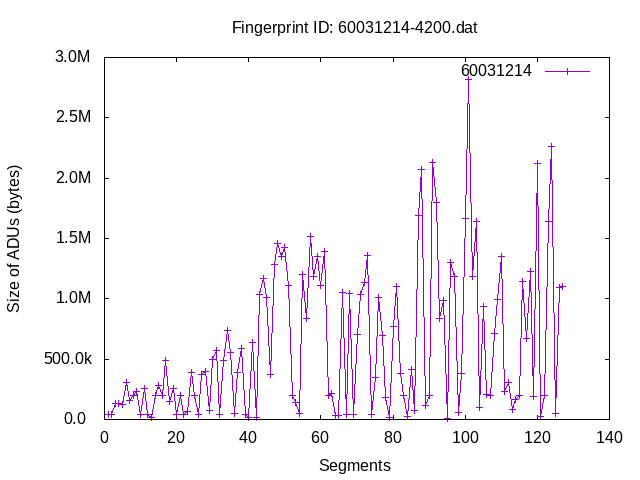 Fingerprint ID: 60031214-4200.dat
3.0M
60031214
2.5M
2.0M
1.5M
1.0M
500.0k
0.0
Size of ADUs (bytes)
0 20 40 60 80 100 120 140
Segments